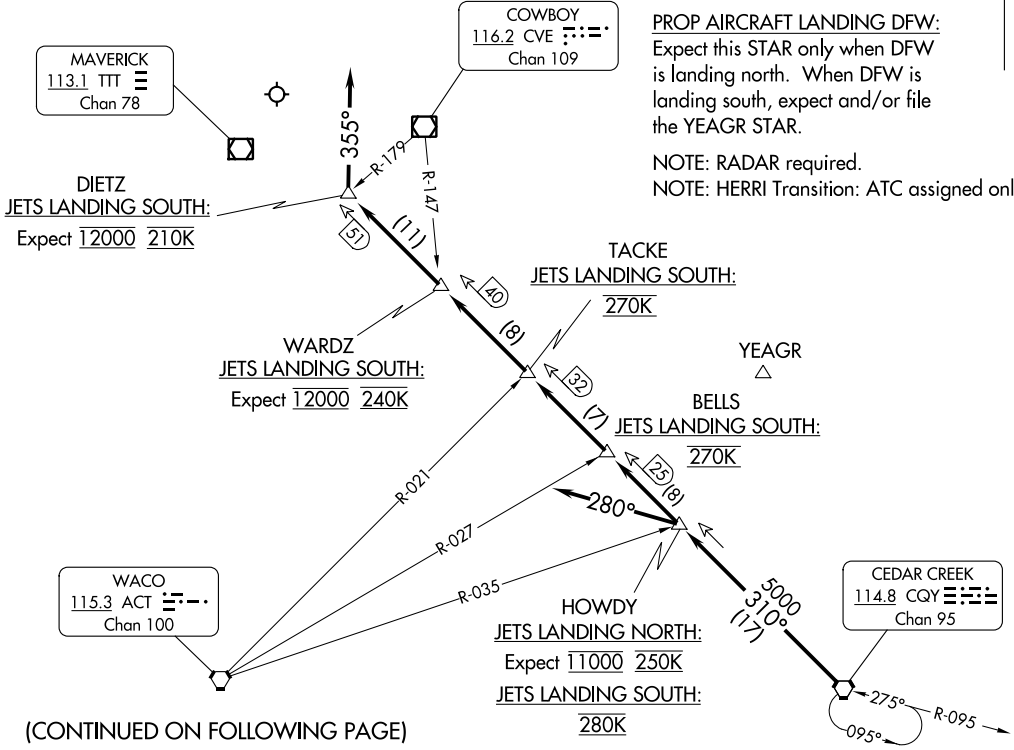 COWBOY
116.2 CVE
Chan 109
PROP AIRCRAFT LANDING DFW:
Expect this STAR only when DFW
is landing north. When DFW is
landing south, expect and/or file
the YEAGR STAR.
NOTE: RADAR required.
NOTE: HERRI Transition: ATC assigned onl
MAVERICK
113.1 TTT
Chan 78
355°
R-179
R-147
DIETZ
JETS LANDING SOUTH:
Expect 12000 210K
51
(11)
TACKE
JETS LANDING SOUTH:
270K
40
(8)
WARDZ
JETS LANDING SOUTH:
Expect 12000 240K
YEAGR
32
(7)
BELLS
JETS LANDING SOUTH:
270K
25
(8)
280°
R-021
R-027
R-035
WACO
115.3 ACT
Chan 100
HOWDY
JETS LANDING NORTH:
Expect 11000 250K
JETS LANDING SOUTH:
280K
5000
310°
(17)
CEDAR CREEK
114.8 CQY
Chan 95
275°
R-095
095°
(CONTINUED ON FOLLOWING PAGE)